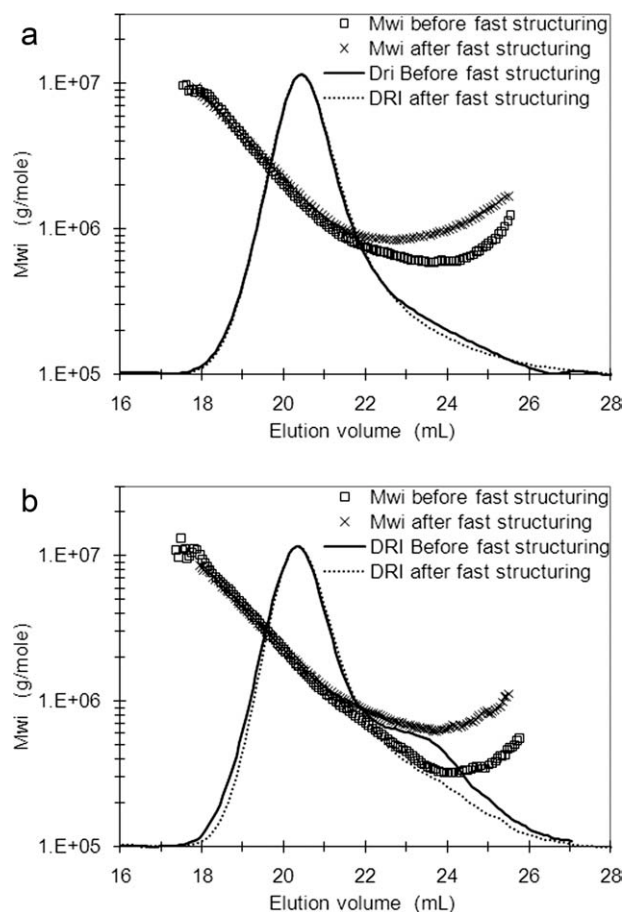 a
Mwi before fast structuring
Mwi after fast structuring
Dri Before fast structuring
DRI after fast structuring
1.E+07
1.E+06
1.E+05
Mwi (g/mole)
16 18 20 22 24 26 28
Elution volume (mL)
b
Mwi before fast structuring
Mwi after fast structuring
DRI Before fast structuring
DRI after fast structuring
1.E+07
1.E+06
1.E+05
Mwi (g/mole)
16 18 20 22 24 26 28
Elution volume (mL)